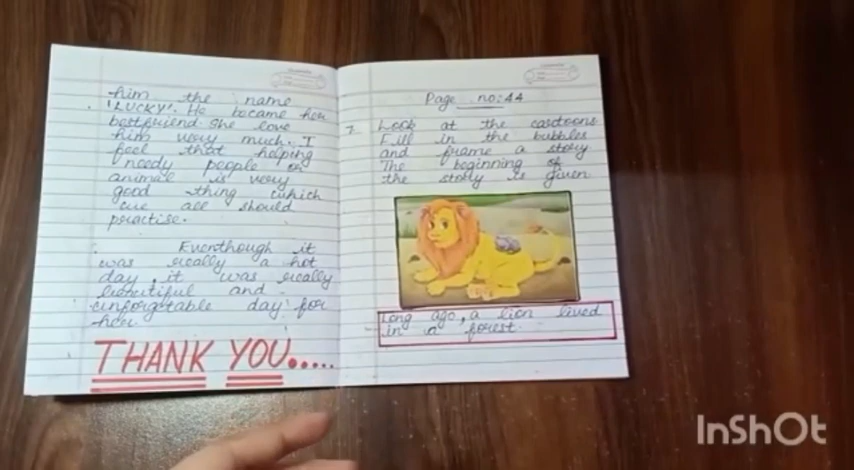 him the name
'LUCKY'. He became her
bestfriend. She love
him very much. I
feel that helping
needy people or
animal is very
good thing which
we all should
practise.
Eventhough it
was really a hot
day, it was really
beautiful and
unforgetable day for
her.
THANK YOU.....
Page no:44
7. Look at the cartoons
Fill in the bubbles
and frame a story
The beginning of
the story is given
Long ago, a lion lived
in a forest.
InShOt